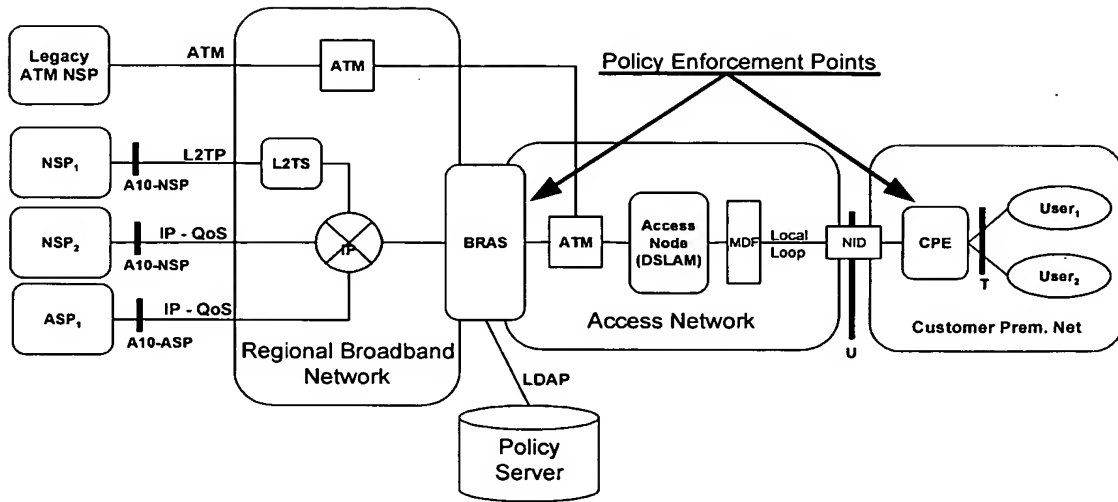 Legacy
ATM NSP
ATM
ATM
Policy Enforcement Points
NSP1
L2TP
A10-NSP
L2TS
NSP2
IP - QoS
A10-NSP
IP
BRAS
ATM
Access
Node
(DSLAM)
MDF
Local
Loop
NID
CPE
User1
User2
T
ASP1
IP - QoS
A10-ASP
Regional Broadband
Network
Access Network
U
Customer Prem. Net
LDAP
Policy
Server